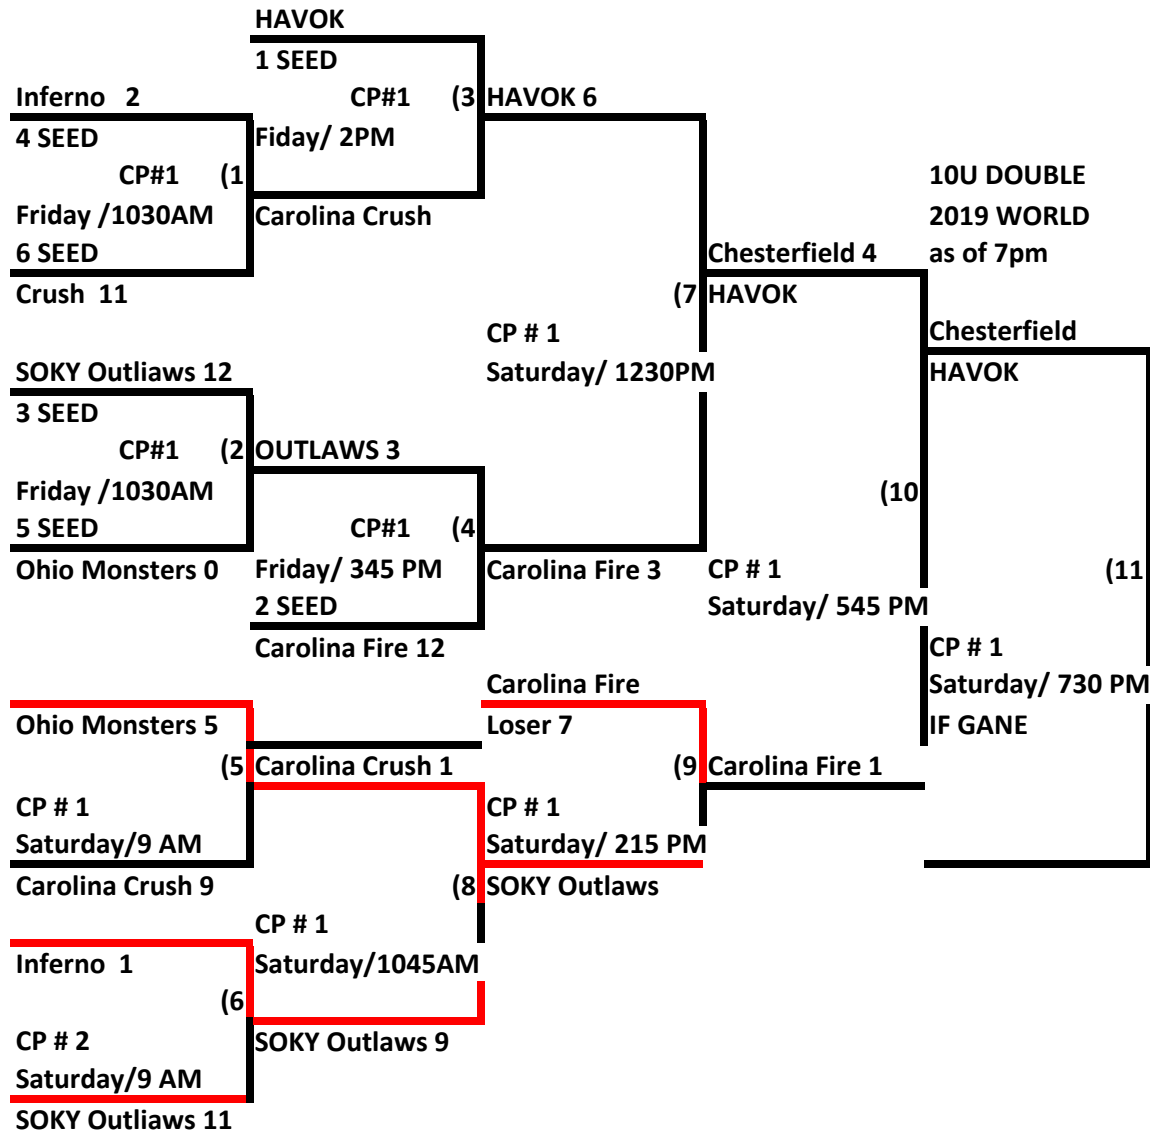 HAVOK
1 SEED
Inferno 2
CP#1 (3 HAVOK 6
4 SEED
Fiday/ 2PM
CP#1 (1
10U DOUBLE
Friday /1030AM
Carolina Crush
2019 WORLD
6 SEED
Chesterfield 4
as of 7pm
Crush 11
(7 HAVOK
CP # 1
Chesterfield
SOKY Outliaws 12
Saturday/ 1230PM
HAVOK
3 SEED
CP#1 (2 OUTLAWS 3
Friday /1030AM
(10
5 SEED
CP#1 (4
Ohio Monsters 0
Friday/ 345 PM
Carolina Fire 3
CP # 1
(11
2 SEED
Saturday/ 545 PM
Carolina Fire 12
CP # 1
Carolina Fire
Saturday/ 730 PM
Ohio Monsters 5
Loser 7
IF GANE
(5 Carolina Crush 1
(9 Carolina Fire 1
CP # 1
CP # 1
Saturday/9 AM
Saturday/ 215 PM
Carolina Crush 9
(8 SOKY Outlaws
CP # 1
Inferno 1
Saturday/1045AM
(6
CP # 2
SOKY Outlaws 9
Saturday/9 AM
SOKY Outliaws 11